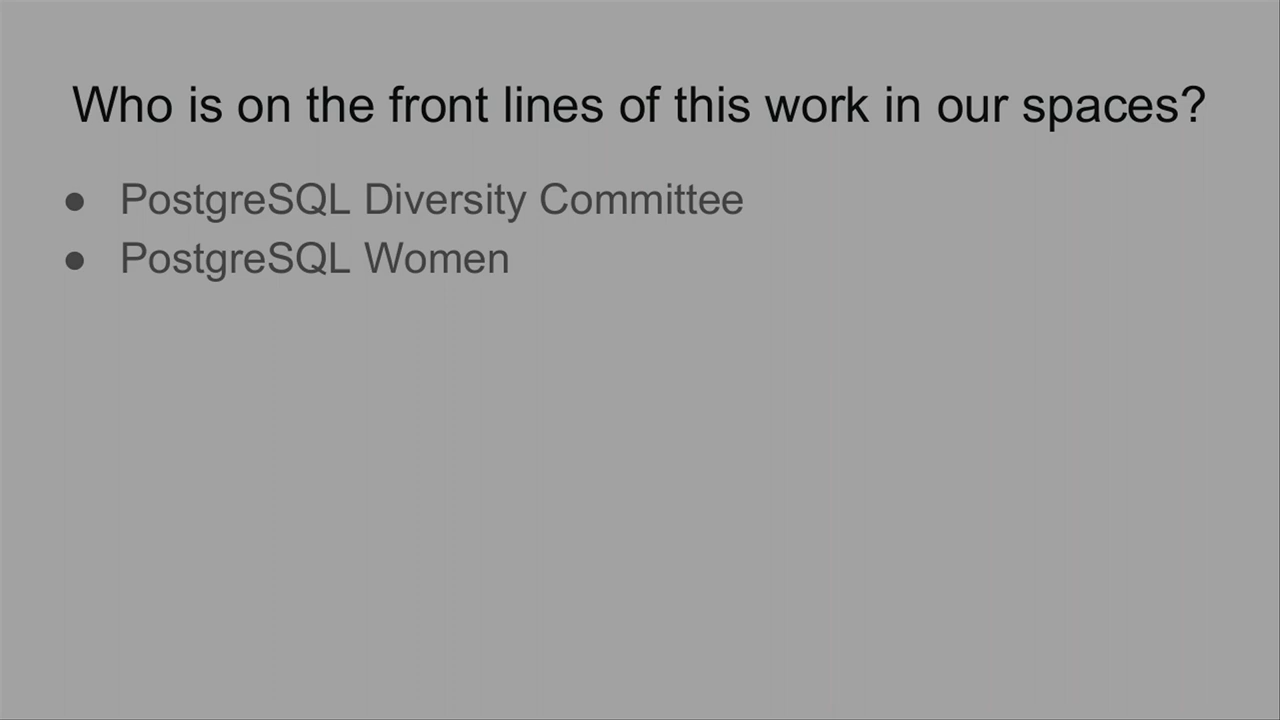 Who is on the front lines of this work in our spaces?
● PostgreSQL Diversity Committee
● PostgreSQL Women